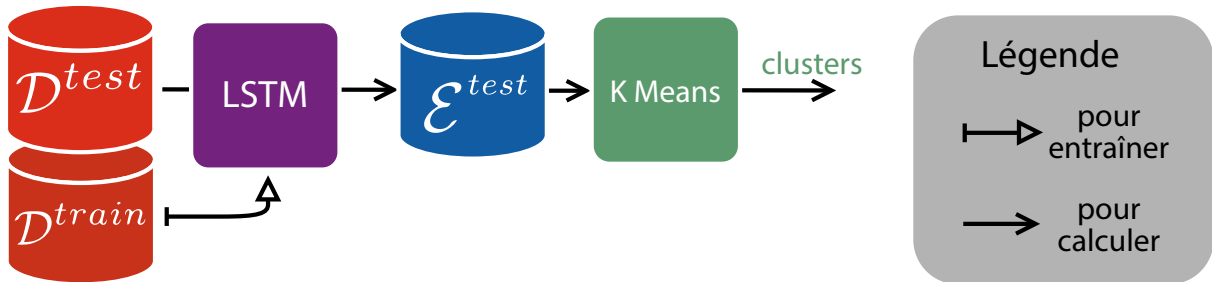 D^test
LSTM
E^test
K Means
clusters
D^train
Légende
pour
entraîner
pour
calculer